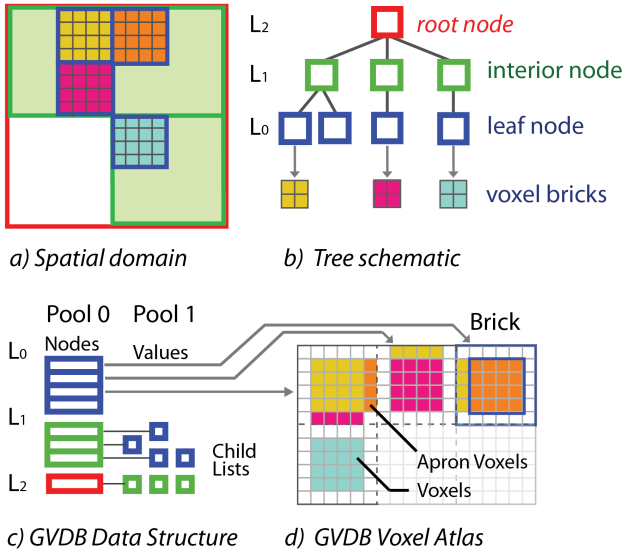 L2 root node
L1 interior node
L0 leaf node
voxel bricks
a) Spatial domain
b) Tree schematic
Pool 0 Pool 1
Brick
Nodes
L0
Values
L1
Child
Lists
L2
Apron Voxels
Voxels
c) GVDB Data Structure
d) GVDB Voxel Atlas